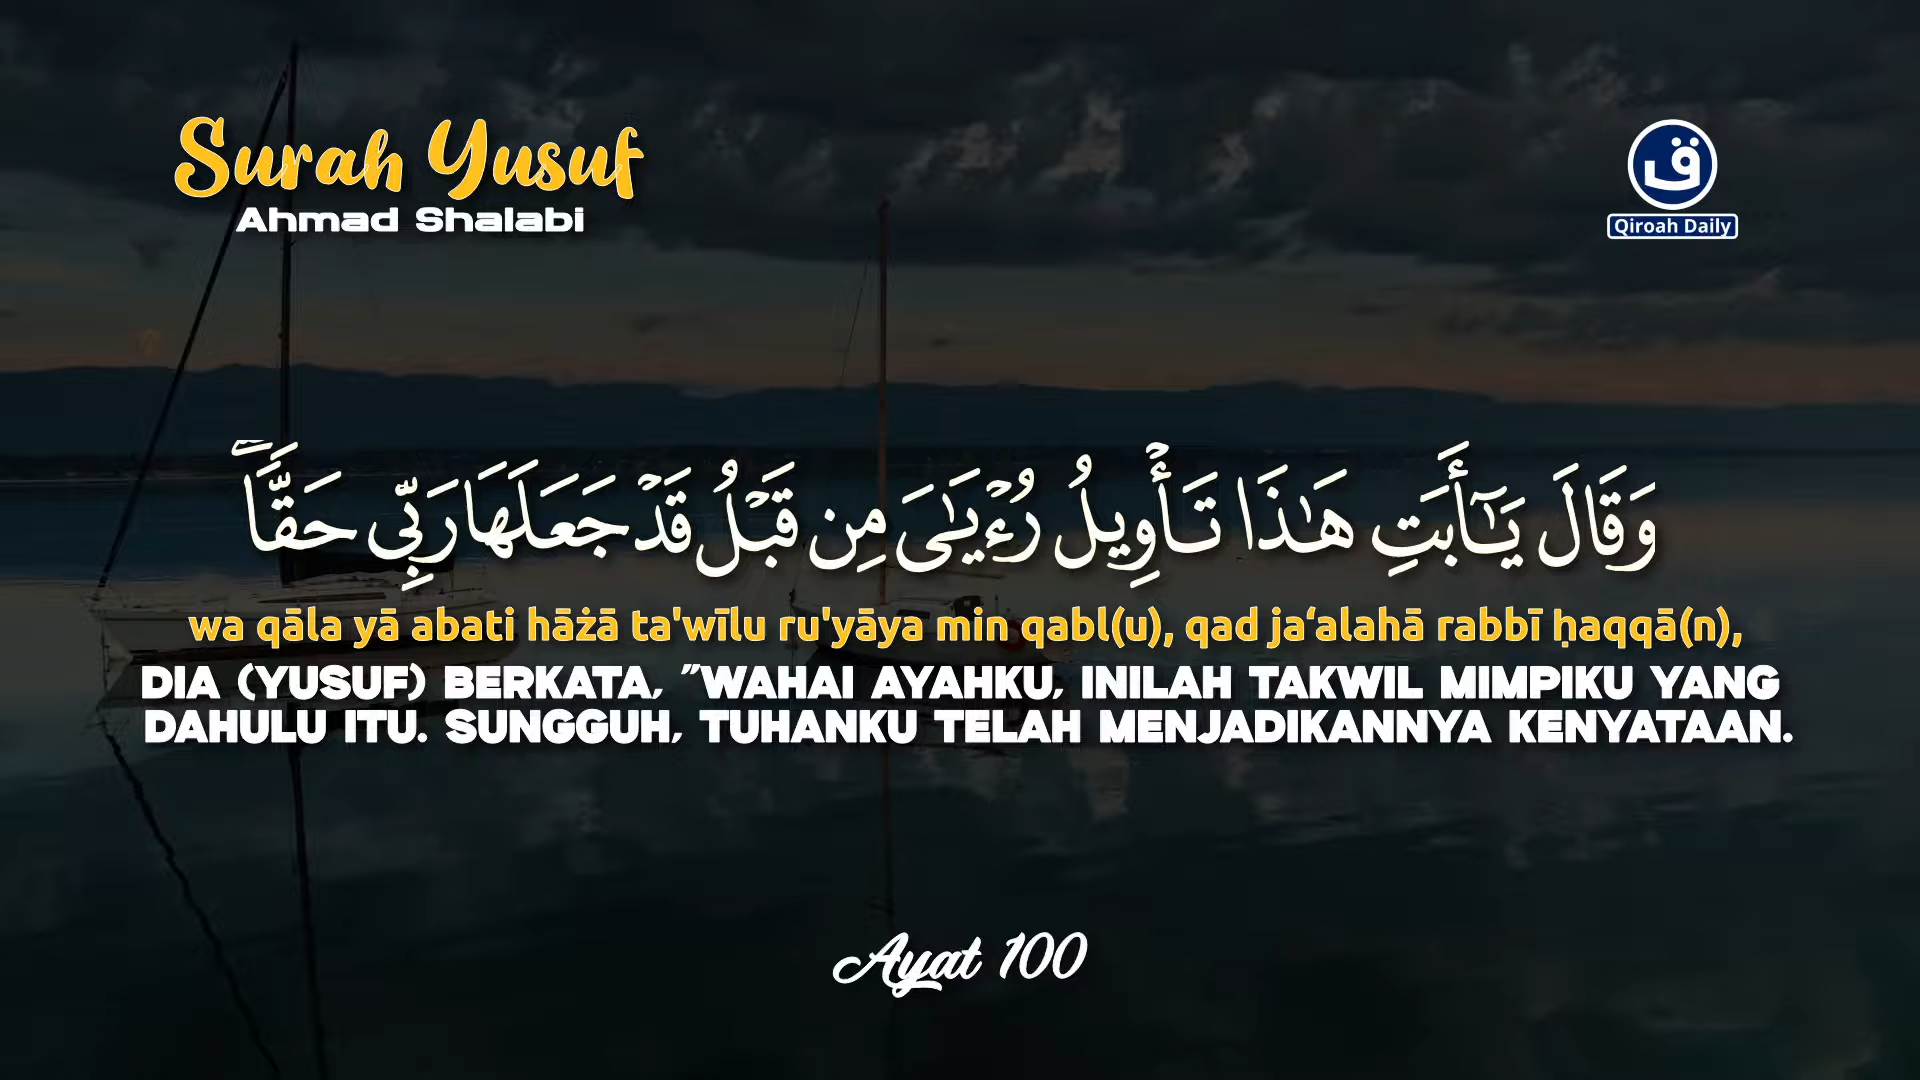 Surah Yusuf
Ahmad Shalabi
ق
Qiroah Daily
وَقَالَ يَـٰٓأَبَتِ هَـٰذَا تَأْوِيلُ رُءْيَـٰىَ مِن قَبْلُ قَدْ جَعَلَهَا رَبِّى حَقًّاۖ
wa qāla yā abati hāżā ta'wīlu ru'yāya min qabl(u), qad ja‘alahā rabbī ḥaqqā(n),
DIA (YUSUF) BERKATA, "WAHAI AYAHKU, INILAH TAKWIL MIMPIKU YANG
DAHULU ITU. SUNGGUH, TUHANKU TELAH MENJADIKANNYA KENYATAAN.
Ayat 100